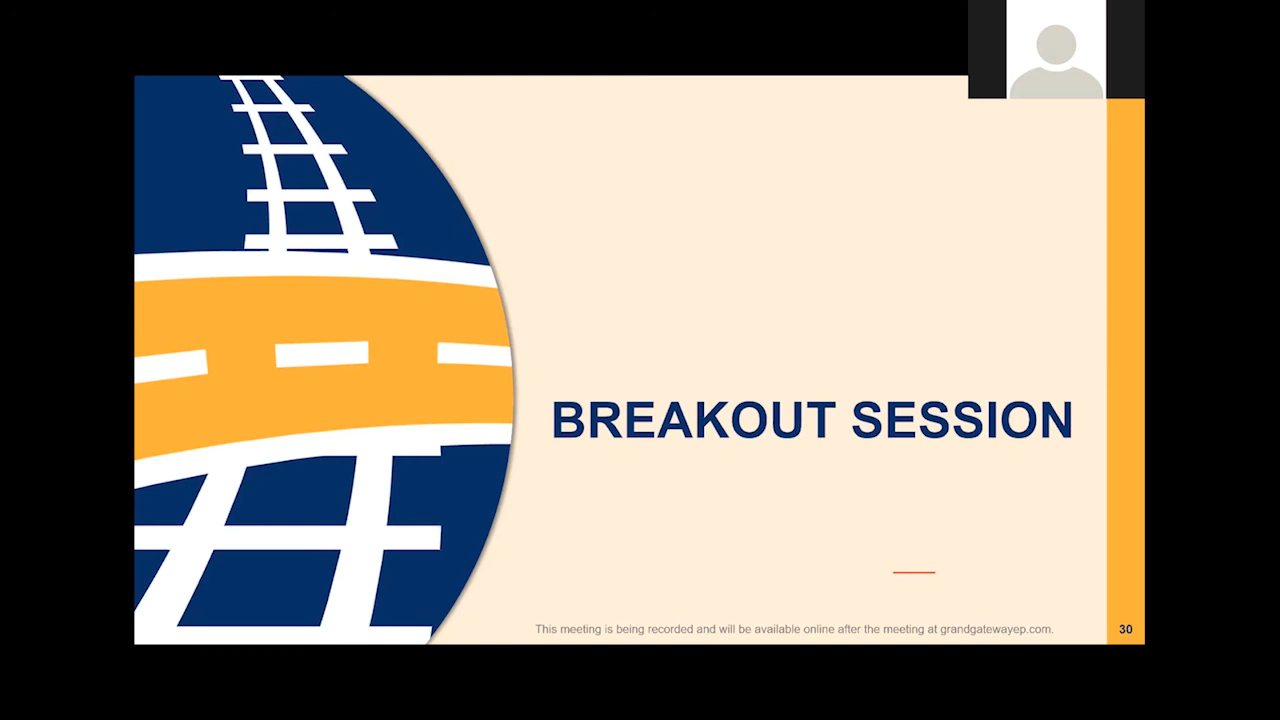 BREAKOUT SESSION
This meeting is being recorded and will be available online after the meeting at grandgatewayep.com.
30